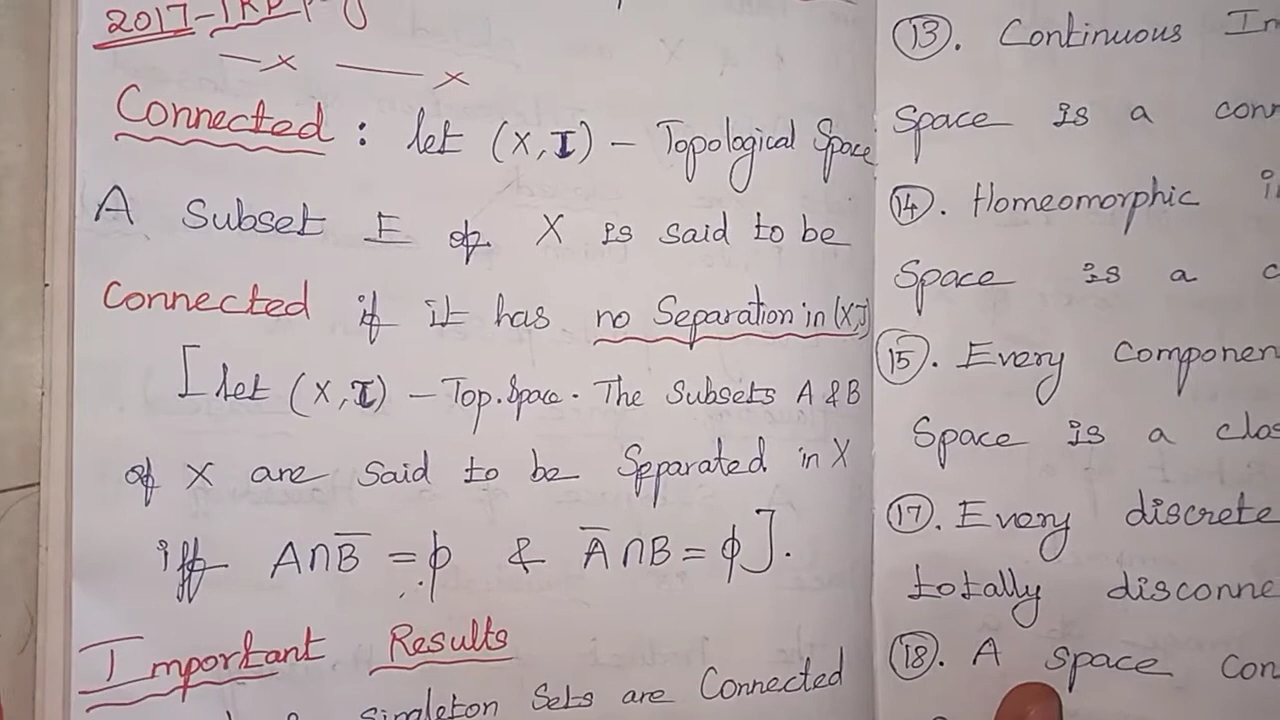 2017-TRB
Connected : let (X, I) - Topological Space
A Subset E of X is said to be
Connected if it has no Separation in (X,J)
[let (X, I) - Top.Space. The Subsets A & B
of X are said to be Separated in X
iff A∩B̅ = ϕ & A̅∩B = ϕ].
Important Results
Singleton Sets are Connected
⑬. Continuous Im
Space is a con
⑭. Homeomorphic i
Space is a c
⑮. Every Componen
Space is a clos
⑰. Every discrete
totally disconne
⑱. A Space Con